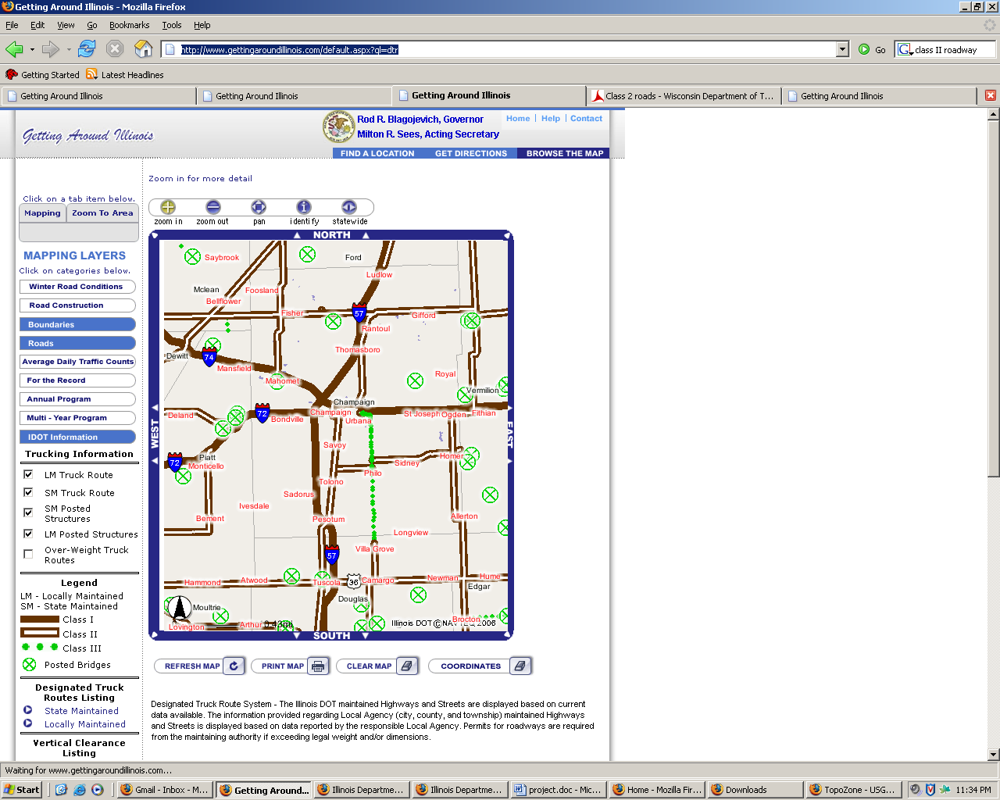 Getting Around Illinois - Mozilla Firefox
File Edit View Go Bookmarks Tools Help
http://www.gettingaroundillinois.com/default.aspx?ql=dtr
Go
class II roadway
Getting Started Latest Headlines
Getting Around Illinois
Getting Around Illinois
Getting Around Illinois
Class 2 roads - Wisconsin Department of T...
Getting Around Illinois
Getting Around Illinois
Rod R. Blagojevich, Governor
Milton R. Sees, Acting Secretary
Home | Help | Contact
FIND A LOCATION GET DIRECTIONS BROWSE THE MAP
Zoom in for more detail
Click on a tab item below.
Mapping Zoom To Area
zoom in zoom out pan identify statewide
MAPPING LAYERS
Click on categories below.
Winter Road Conditions
Road Construction
Boundaries
Roads
Average Daily Traffic Counts
For the Record
Annual Program
Multi - Year Program
IDOT Information
Trucking Information
LM Truck Route
SM Truck Route
SM Posted
Structures
LM Posted Structures
Over-Weight Truck
Routes
Legend
LM - Locally Maintained
SM - State Maintained
Class I
Class II
Class III
Posted Bridges
Designated Truck
Routes Listing
State Maintained
Locally Maintained
Vertical Clearance
Listing
NORTH
WEST
EAST
SOUTH
Saybrook
Ford
Ludlow
Mclean
Foosland
Bellflower
Fisher
57
Gifford
Rantoul
Thomasboro
Dewitt
74
Mansfield
Mahomet
Royal
Vermilion
Champaign
Deland
72
Bondville
Champaign
Urbana
St Joseph
Ogden
Fithian
Savoy
72
Piatt
Monticello
Homer
Sidney
Philo
Tolono
Sadorus
Ivesdale
Bement
Pesotum
Allerton
Longview
Villa Grove
57
Hammond
Atwood
Tuscola
36
Camargo
Newman
Hume
Edgar
Douglas
Moultrie
Lovington
Arthur
8.43mi
Brocton
Illinois DOT ©NAVTEQ, 2006
REFRESH MAP PRINT MAP CLEAR MAP COORDINATES
Designated Truck Route System - The Illinois DOT maintained Highways and Streets are displayed based on current
data available. The information provided regarding Local Agency (city, county, and township) maintained Highways
and Streets is displayed based on data reported by the responsible Local Agency. Permits for roadways are required
from the maintaining authority if exceeding legal weight and/or dimensions.
Waiting for www.gettingaroundillinois.com...
Start
Gmail - Inbox - M...
Getting Around...
Illinois Departme...
Illinois Departme...
project.doc - Mic...
Home - Mozilla Fir...
Downloads
TopoZone - USG...
11:34 PM